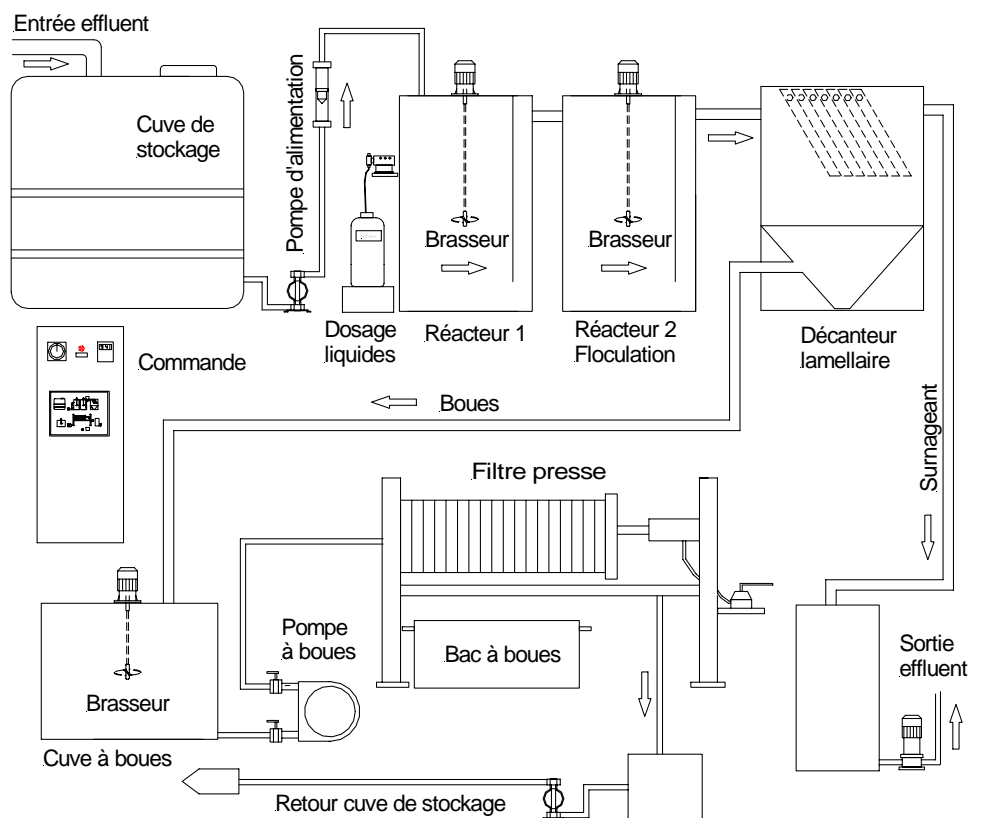 Entrée effluent
Cuve de
stockage
Pompe d'alimentation
Brasseur
Brasseur
Dosage
liquides
Réacteur 1
Réacteur 2
Floculation
Décanteur
lamellaire
Commande
Boues
Surnageant
Filtre presse
Pompe
à boues
Bac à boues
Sortie
effluent
Brasseur
Cuve à boues
Retour cuve de stockage